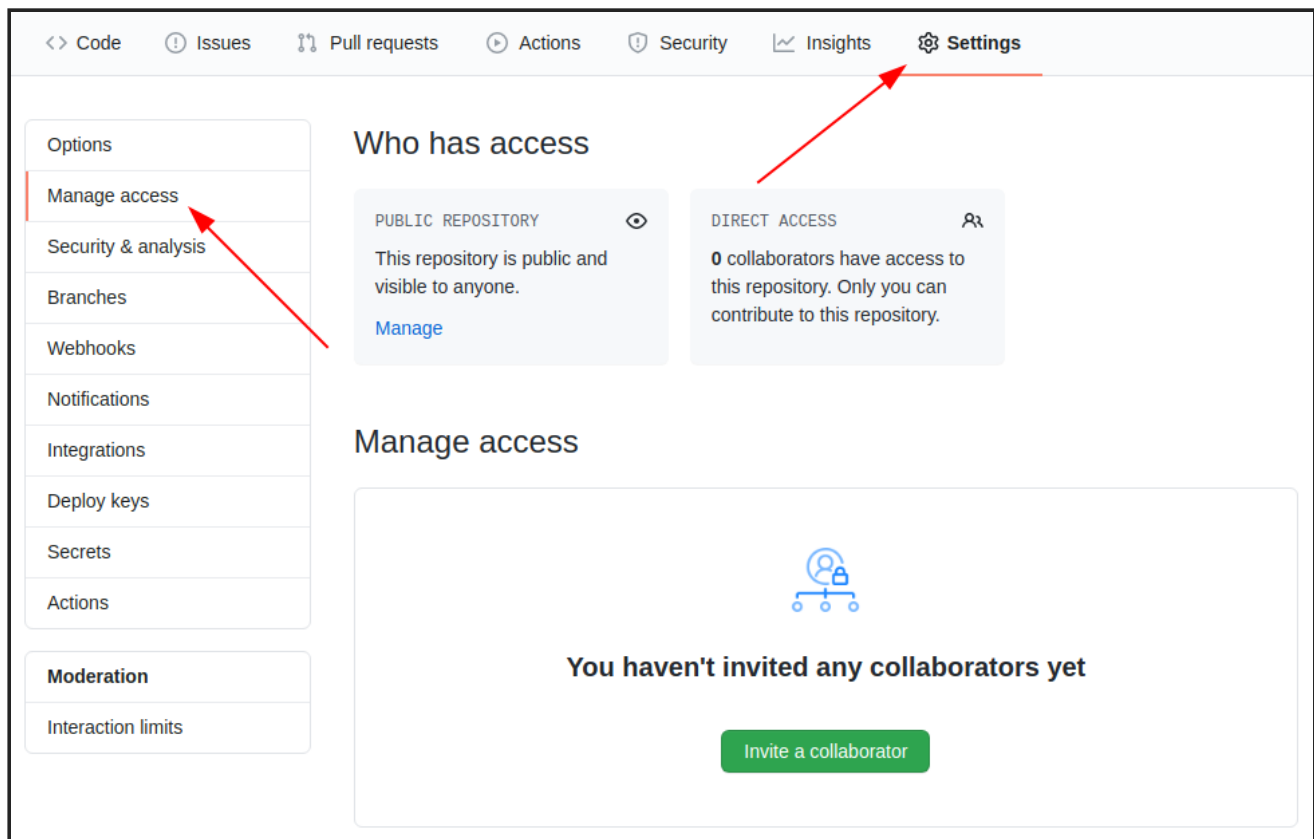 Code Issues Pull requests Actions Security Insights Settings
Options
Manage access
Security & analysis
Branches
Webhooks
Notifications
Integrations
Deploy keys
Secrets
Actions
Moderation
Interaction limits
Who has access
PUBLIC REPOSITORY
This repository is public and
visible to anyone.
Manage
DIRECT ACCESS
0 collaborators have access to
this repository. Only you can
contribute to this repository.
Manage access
You haven't invited any collaborators yet
Invite a collaborator